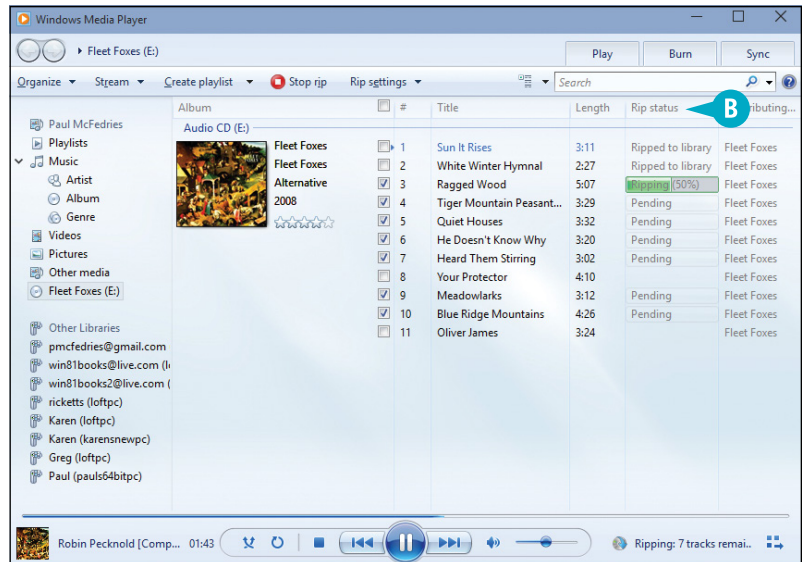 Windows Media Player
Fleet Foxes (E:)
Play Burn Sync
Organize Stream Create playlist Stop rip Rip settings Search
Album # Title Length Rip status B ributing...
Audio CD (E:)
Fleet Foxes
Fleet Foxes
Alternative
2008
1 Sun It Rises 3:11 Ripped to library Fleet Foxes
2 White Winter Hymnal 2:27 Ripped to library Fleet Foxes
3 Ragged Wood 5:07 Ripping (50%) Fleet Foxes
4 Tiger Mountain Peasant... 3:29 Pending Fleet Foxes
5 Quiet Houses 3:32 Pending Fleet Foxes
6 He Doesn't Know Why 3:20 Pending Fleet Foxes
7 Heard Them Stirring 3:02 Pending Fleet Foxes
8 Your Protector 4:10 Fleet Foxes
9 Meadowlarks 3:12 Pending Fleet Foxes
10 Blue Ridge Mountains 4:26 Pending Fleet Foxes
11 Oliver James 3:24 Fleet Foxes
Paul McFedries
Playlists
Music
Artist
Album
Genre
Videos
Pictures
Other media
Fleet Foxes (E:)
Other Libraries
pmcfedries@gmail.com
win81books@live.com (l
win81books2@live.com (
ricketts (loftpc)
Karen (loftpc)
Karen (karensnewpc)
Greg (loftpc)
Paul (pauls64bitpc)
Robin Pecknold [Comp... 01:43 Ripping: 7 tracks remai..